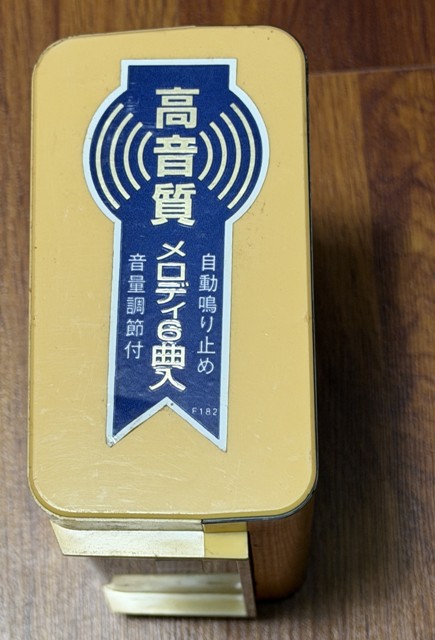 高音質
メロディ6曲入
自動鳴り止め
音量調節付
F182